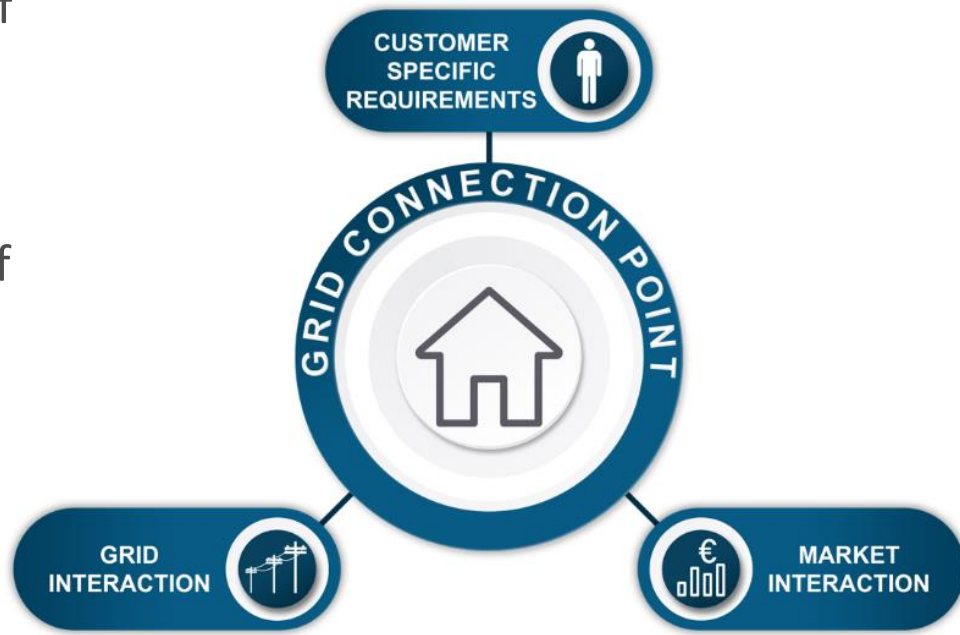 f
CUSTOMER
SPECIFIC
REQUIREMENTS
GRID CONNECTION POINT
f
GRID
INTERACTION
€
MARKET
INTERACTION